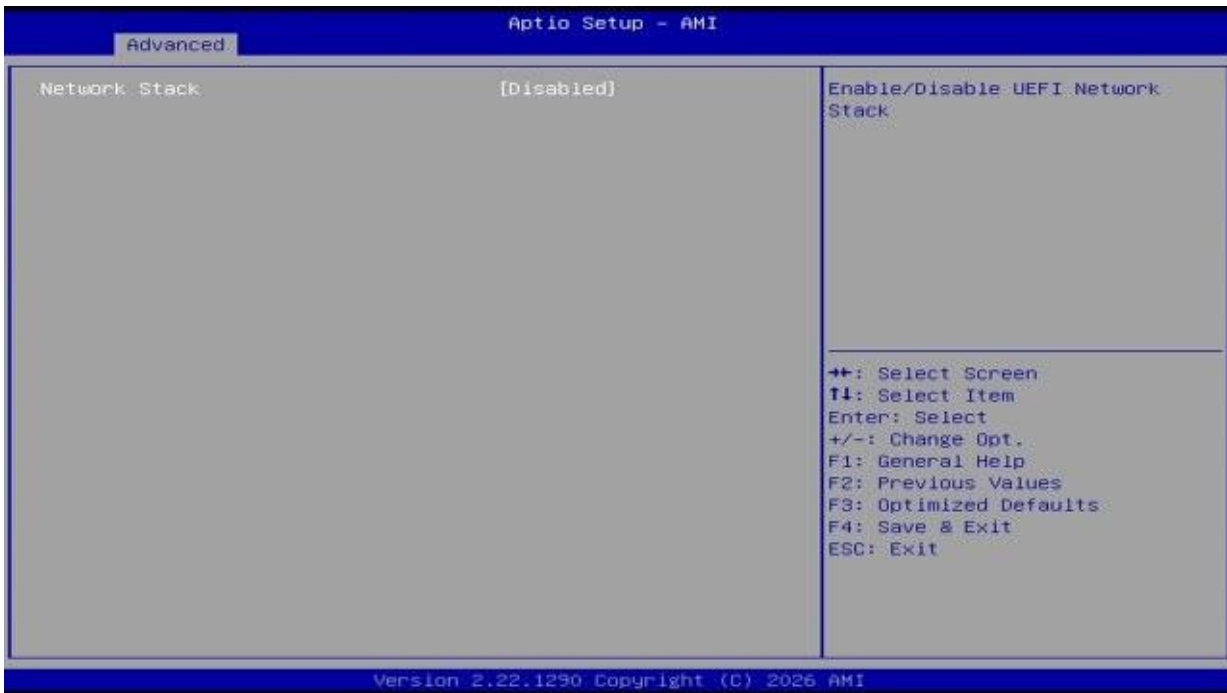 Aptio Setup - AMI
Advanced
Network Stack [Disabled]
Enable/Disable UEFI Network
Stack
→←: Select Screen
↑↓: Select Item
Enter: Select
+/-: Change Opt.
F1: General Help
F2: Previous Values
F3: Optimized Defaults
F4: Save & Exit
ESC: Exit
Version 2.22.1290 Copyright (C) 2026 AMI